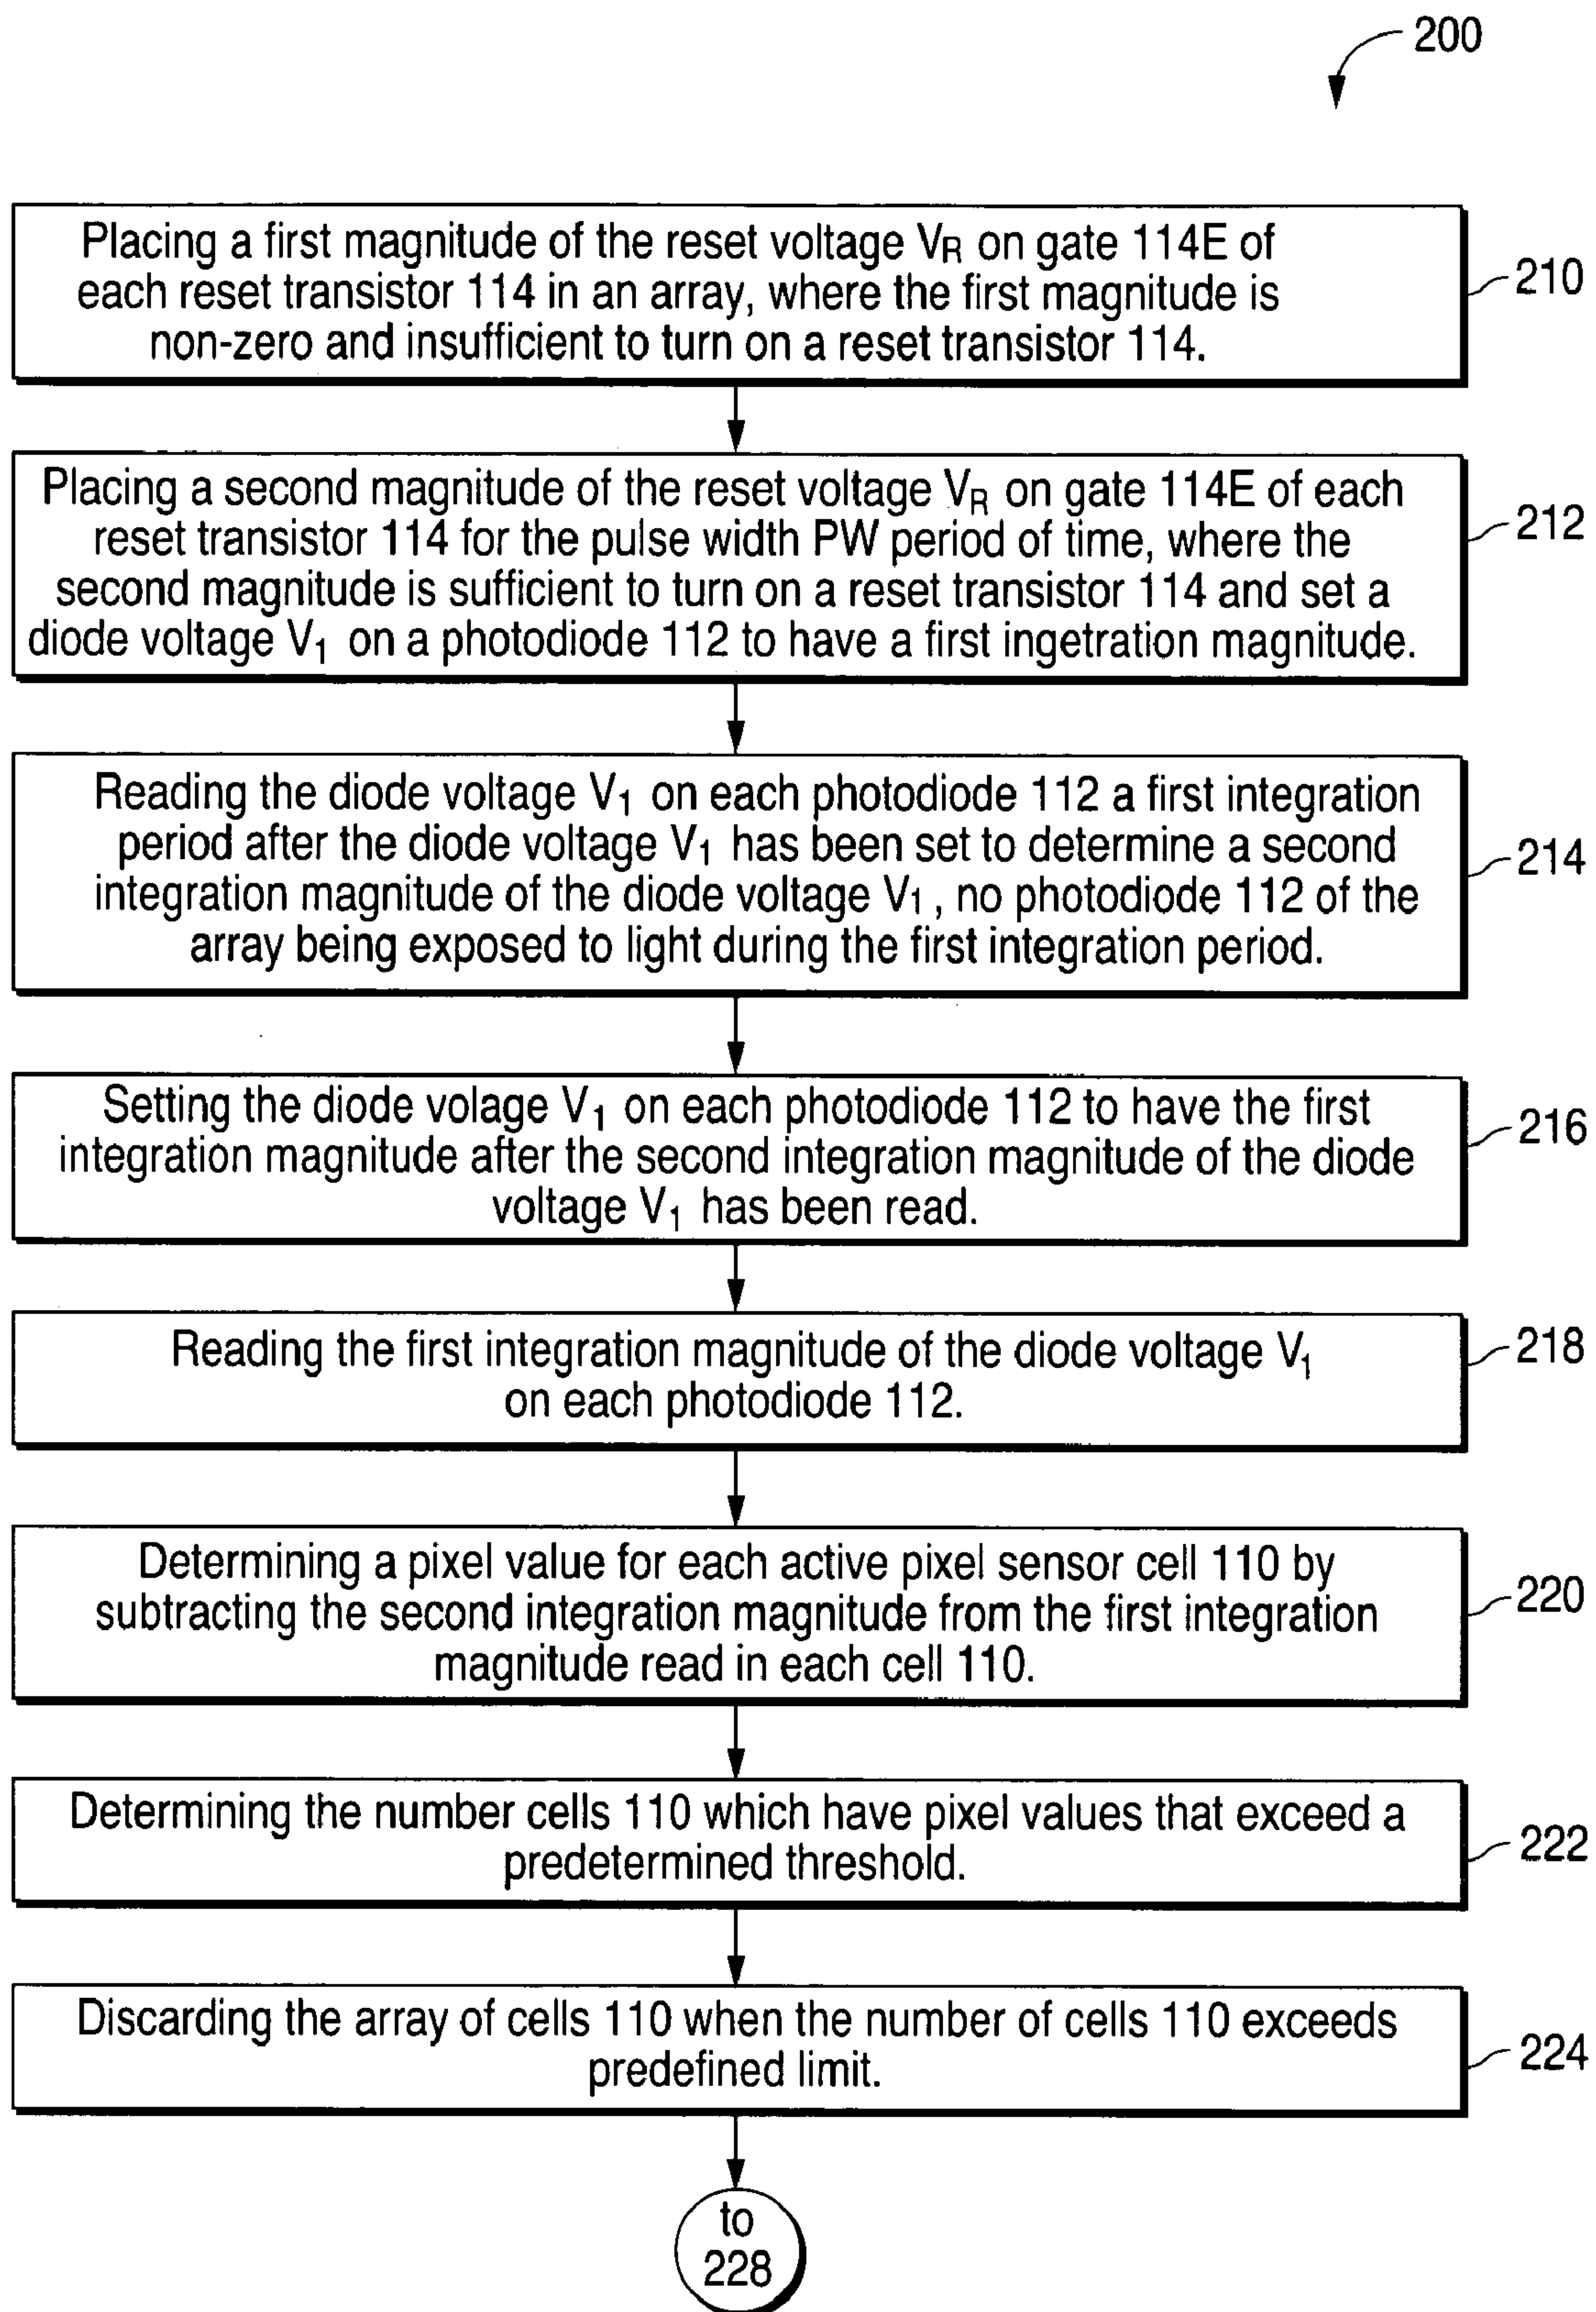 200
Placing a first magnitude of the reset voltage VR on gate 114E of
each reset transistor 114 in an array, where the first magnitude is
non-zero and insufficient to turn on a reset transistor 114.
210
Placing a second magnitude of the reset voltage VR on gate 114E of each
reset transistor 114 for the pulse width PW period of time, where the
second magnitude is sufficient to turn on a reset transistor 114 and set a
diode voltage V1 on a photodiode 112 to have a first ingetration magnitude.
212
Reading the diode voltage V1 on each photodiode 112 a first integration
period after the diode voltage V1 has been set to determine a second
integration magnitude of the diode voltage V1, no photodiode 112 of the
array being exposed to light during the first integration period.
214
Setting the diode volage V1 on each photodiode 112 to have the first
integration magnitude after the second integration magnitude of the diode
voltage V1 has been read.
216
Reading the first integration magnitude of the diode voltage V1
on each photodiode 112.
218
Determining a pixel value for each active pixel sensor cell 110 by
subtracting the second integration magnitude from the first integration
magnitude read in each cell 110.
220
Determining the number cells 110 which have pixel values that exceed a
predetermined threshold.
222
Discarding the array of cells 110 when the number of cells 110 exceeds
predefined limit.
224
to
228